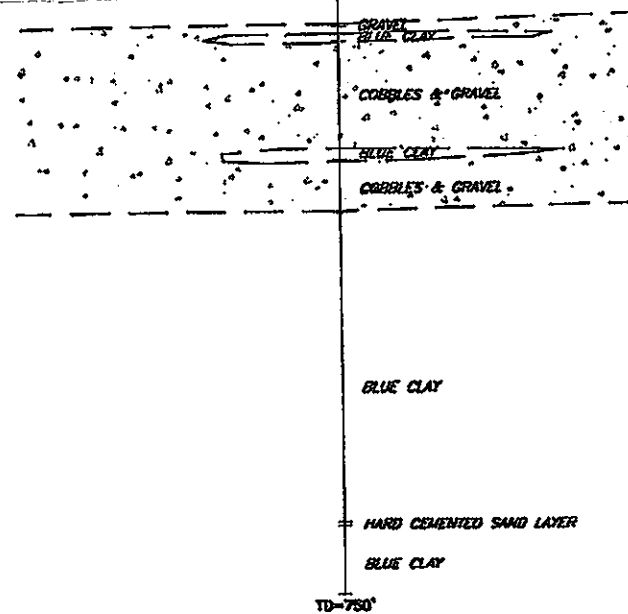 GRAVEL
BLUE CLAY
COBBLES & GRAVEL
BLUE CLAY
COBBLES & GRAVEL
BLUE CLAY
HARD CEMENTED SAND LAYER
BLUE CLAY
TD=750'